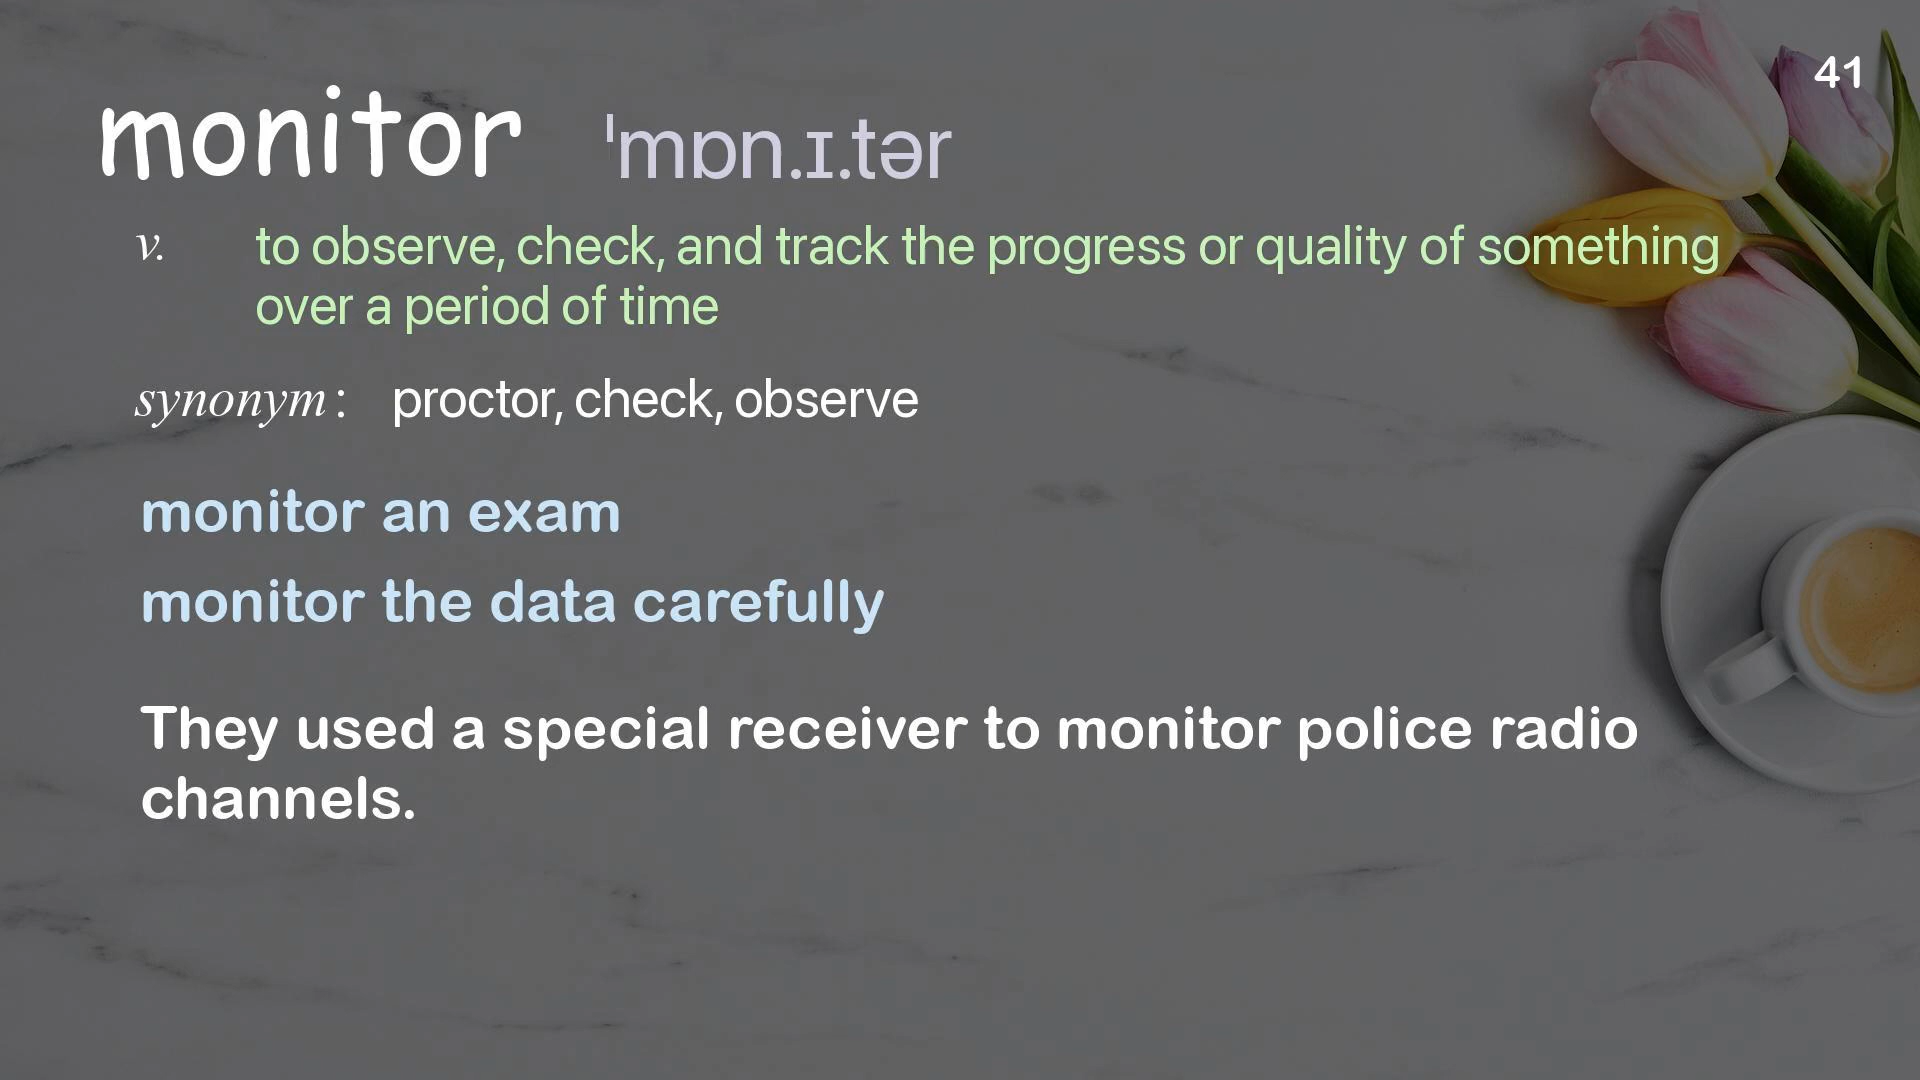 41
monitor ˈmɒn.ɪ.tər
v. to observe, check, and track the progress or quality of something
over a period of time
synonym : proctor, check, observe
monitor an exam
monitor the data carefully
They used a special receiver to monitor police radio
channels.